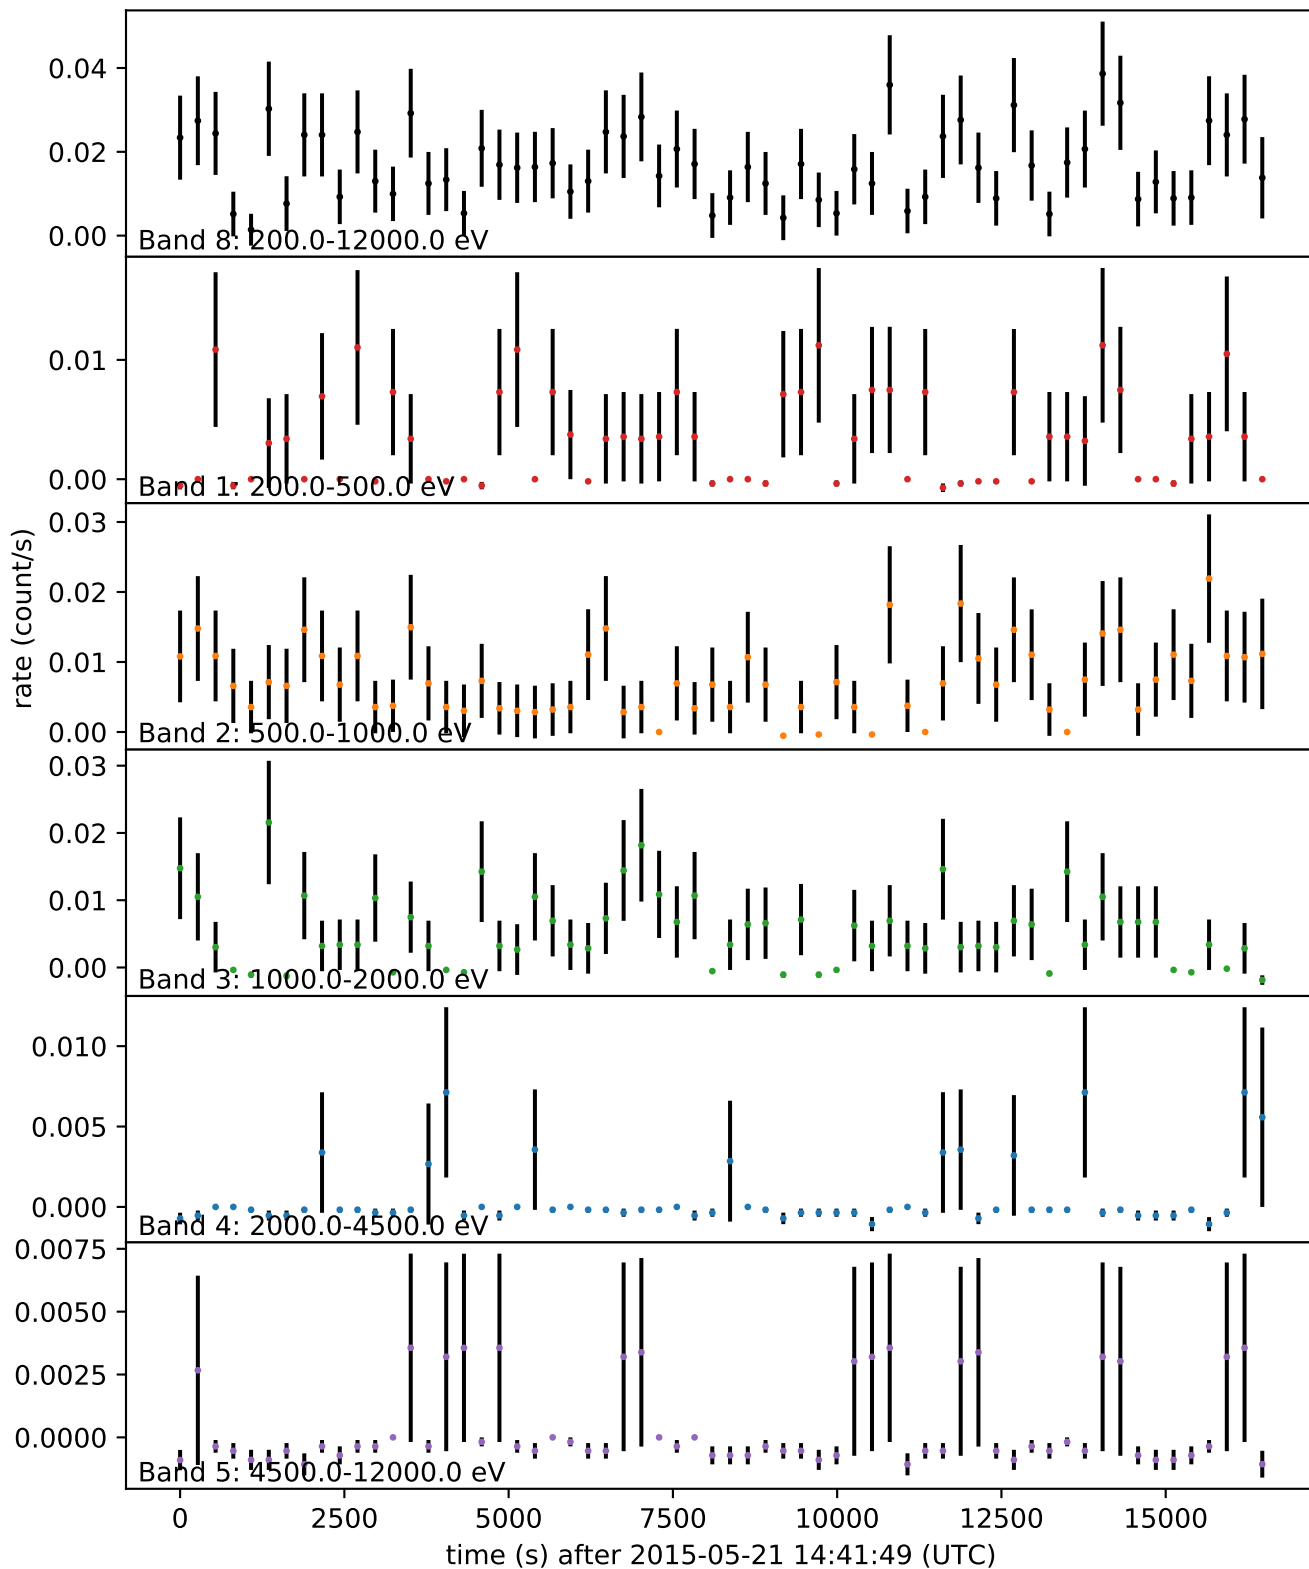 0.04
0.02
0.00
Band 8: 200.0-12000.0 eV
0.01
0.00
Band 1: 200.0-500.0 eV
0.03
0.02
0.01
0.00
Band 2: 500.0-1000.0 eV
rate (count/s)
0.03
0.02
0.01
0.00
Band 3: 1000.0-2000.0 eV
0.010
0.005
0.000
Band 4: 2000.0-4500.0 eV
0.0075
0.0050
0.0025
0.0000
Band 5: 4500.0-12000.0 eV
0 2500 5000 7500 10000 12500 15000
time (s) after 2015-05-21 14:41:49 (UTC)